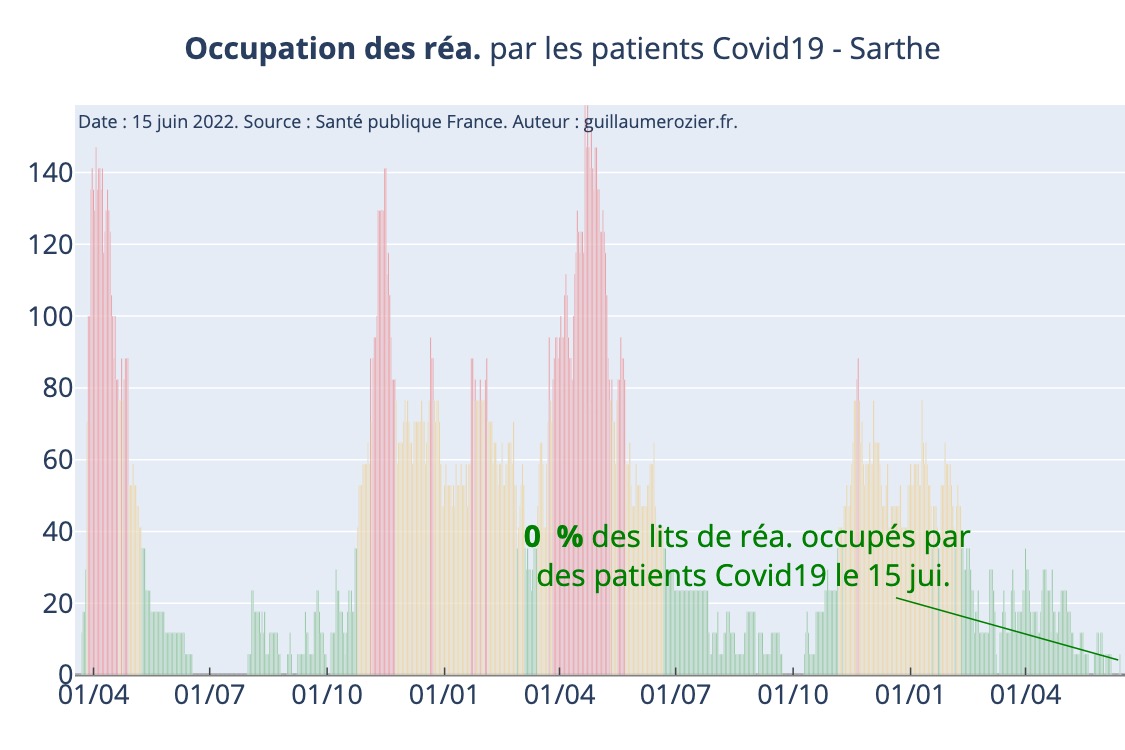 Occupation des réa. par les patients Covid19 - Sarthe
Date : 15 juin 2022. Source : Santé publique France. Auteur : guillaumerozier.fr.
140
120
100
80
60
40
20
0
0 % des lits de réa. occupés par
des patients Covid19 le 15 jui.
01/04 01/07 01/10 01/01 01/04 01/07 01/10 01/01 01/04